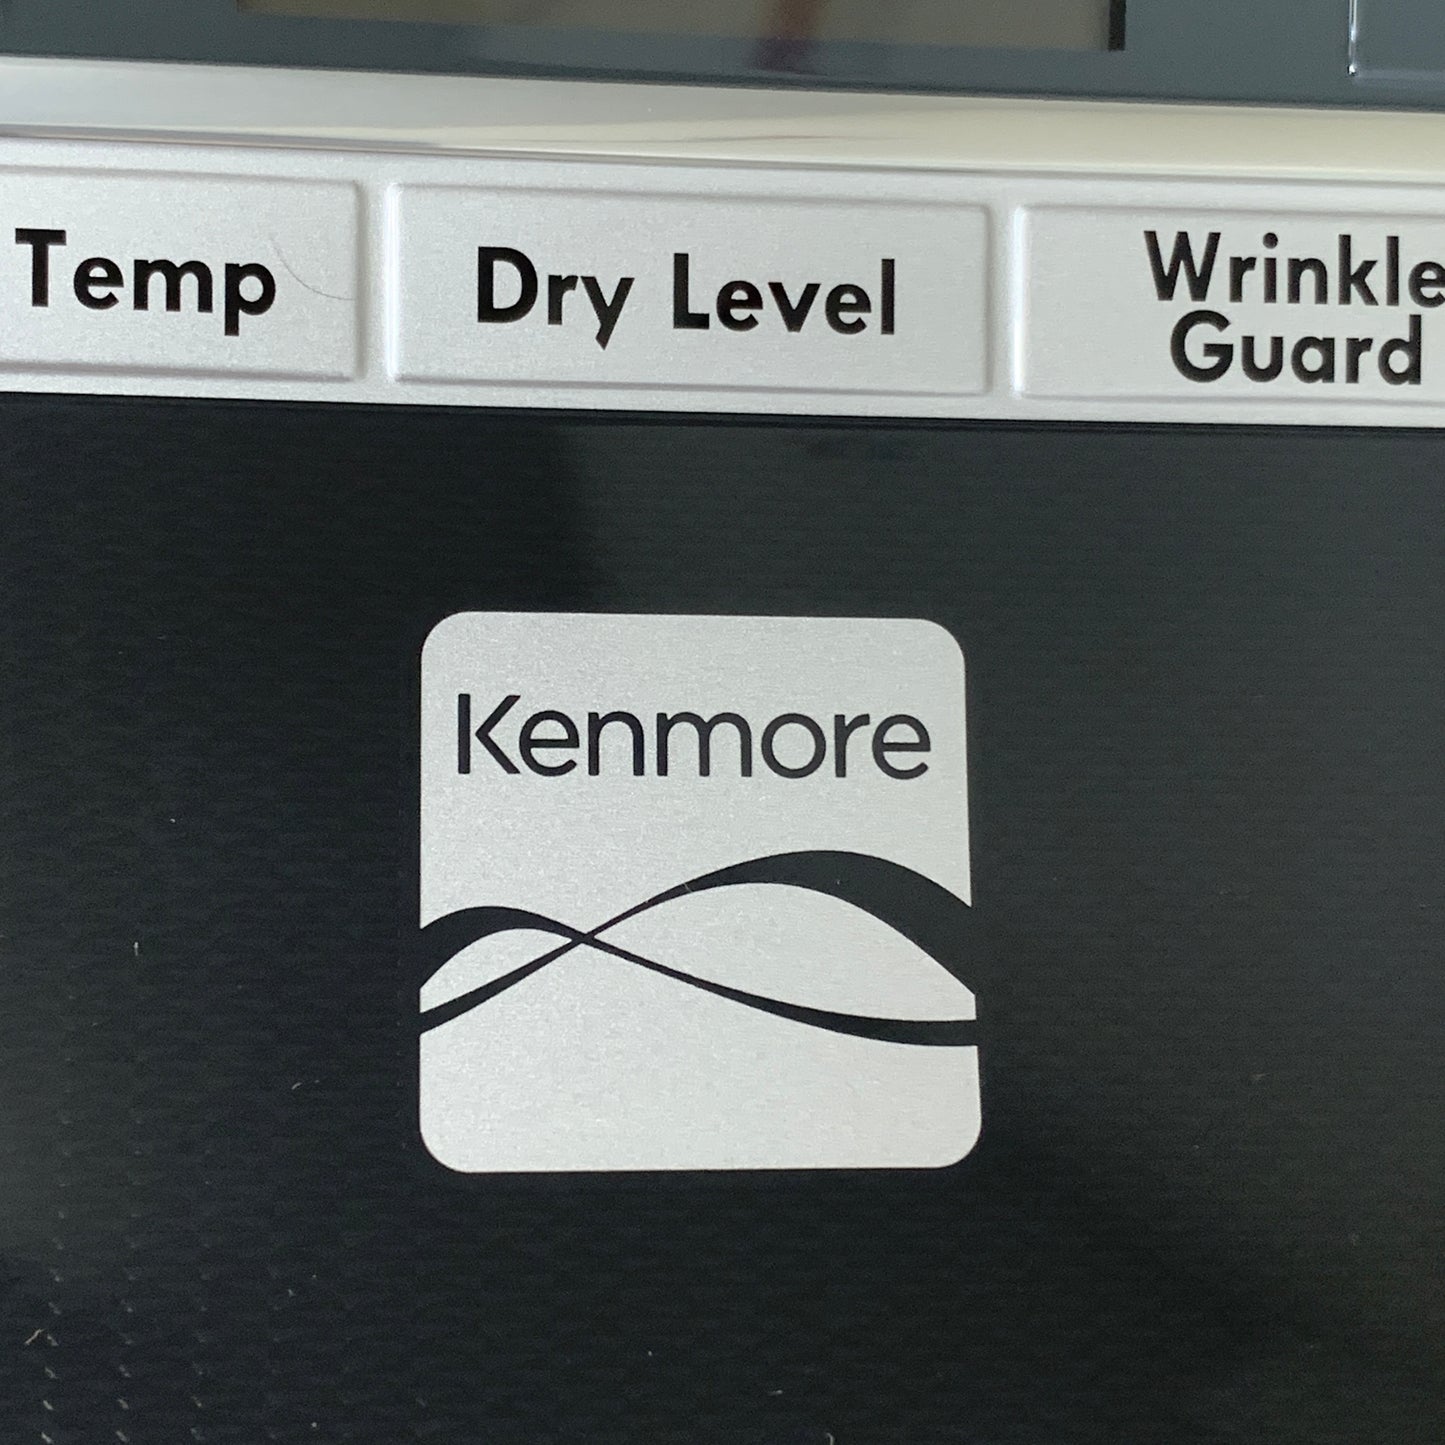 Temp
Dry Level
Wrinkle
Guard
Kenmore